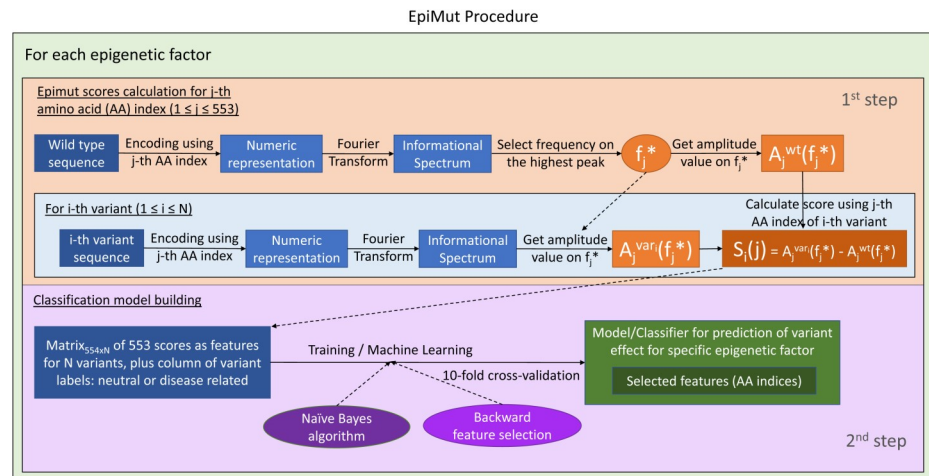 EpiMut Procedure
For each epigenetic factor
Epimut scores calculation for j-th
amino acid (AA) index (1 ≤ j ≤ 553)
1st step
Wild type
sequence
Encoding using
j-th AA index
Numeric
representation
Fourier
Transform
Informational
Spectrum
Select frequency on
the highest peak
fj*
Get amplitude
value on fj*
Ajwt(fj*)
For i-th variant (1 ≤ i ≤ N)
Calculate score using j-th
AA index of i-th variant
i-th variant
sequence
Encoding using
j-th AA index
Numeric
representation
Fourier
Transform
Informational
Spectrum
Get amplitude
value on fj*
Ajvari(fj*)
Si(j) = Ajvari(fj*) - Ajwt(fj*)
Classification model building
Matrix554xN of 553 scores as features
for N variants, plus column of variant
labels: neutral or disease related
Training / Machine Learning
10-fold cross-validation
Model/Classifier for prediction of variant
effect for specific epigenetic factor
Selected features (AA indices)
Naïve Bayes
algorithm
Backward
feature selection
2nd step